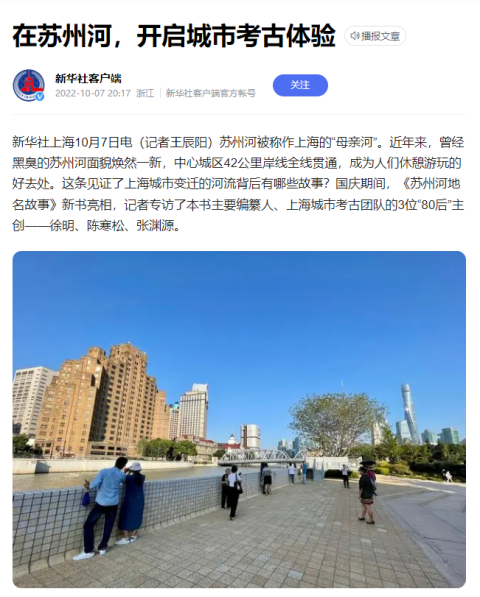 在苏州河，开启城市考古体验
播报文章
新华社客户端
2022-10-07 20:17 浙江 新华社客户端官方帐号
关注
新华社上海10月7日电（记者王辰阳）苏州河被称作上海的“母亲河”。近年来，曾经
黑臭的苏州河面貌焕然一新，中心城区42公里岸线全线贯通，成为人们休憩游玩的
好去处。这条见证了上海城市变迁的河流背后有哪些故事？国庆期间，《苏州河地
名故事》新书亮相，记者专访了本书主要编纂人、上海城市考古团队的3位“80后”主
创——徐明、陈寒松、张渊源。